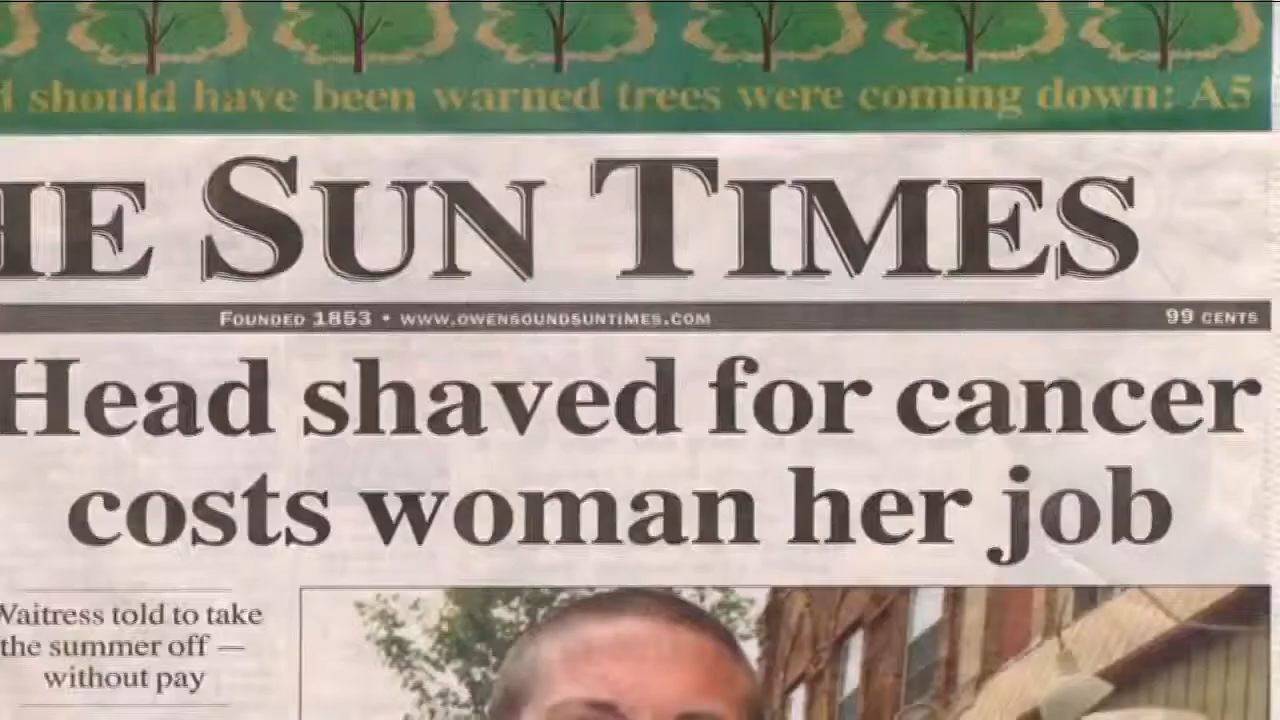 should have been warned trees were coming down: A5
HE SUN TIMES
FOUNDED 1853 • WWW.OWENSOUNDSUNTIMES.COM 99 CENTS
Head shaved for cancer
costs woman her job
Waitress told to take
the summer off —
without pay